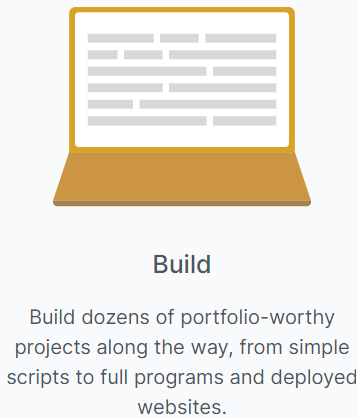 Build
Build dozens of portfolio-worthy
projects along the way, from simple
scripts to full programs and deployed
websites.